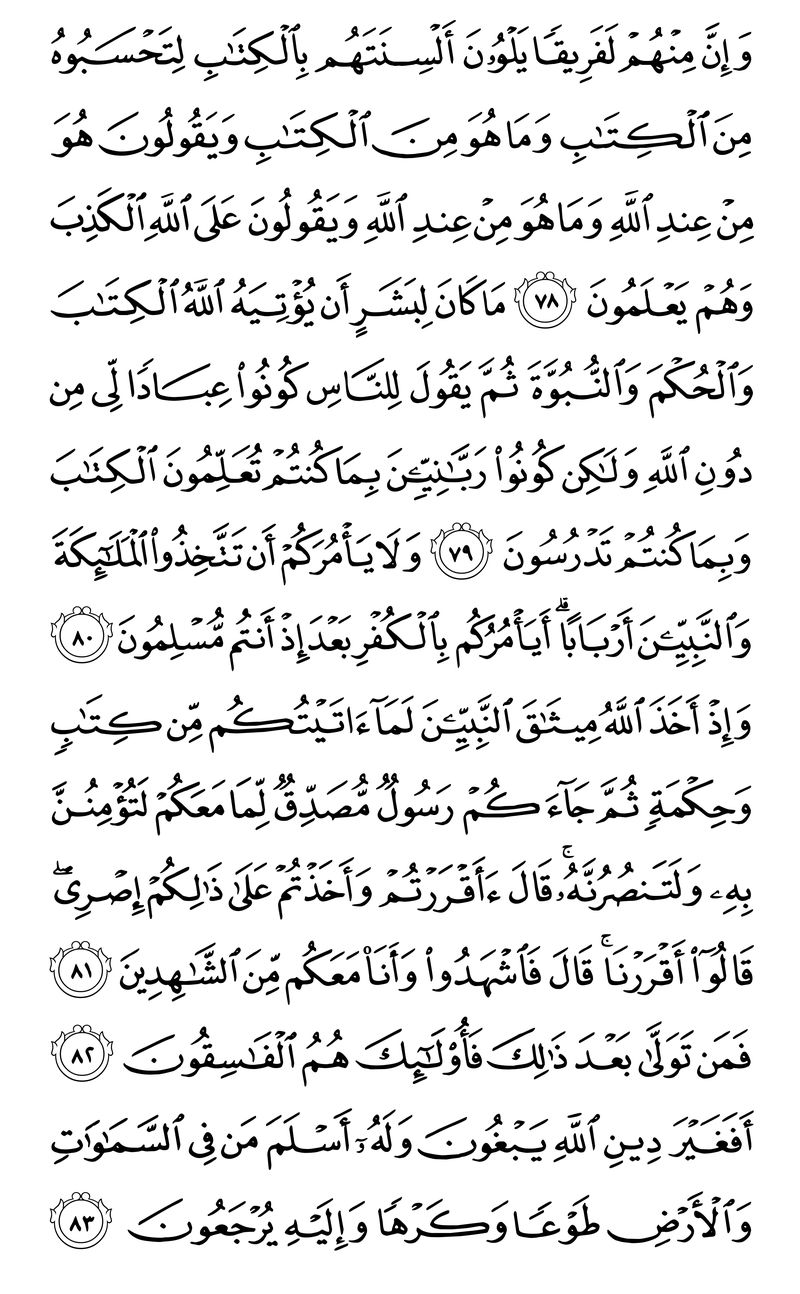 وَإِنَّ مِنْهُمْ لَفَرِيقًا يَلْوُۥنَ أَلْسِنَتَهُم بِٱلْكِتَٰبِ لِتَحْسَبُوهُ
مِنَ ٱلْكِتَٰبِ وَمَا هُوَ مِنَ ٱلْكِتَٰبِ وَيَقُولُونَ هُوَ
مِنْ عِندِ ٱللَّهِ وَمَا هُوَ مِنْ عِندِ ٱللَّهِ وَيَقُولُونَ عَلَى ٱللَّهِ ٱلْكَذِبَ
وَهُمْ يَعْلَمُونَ ٧٨ مَا كَانَ لِبَشَرٍ أَن يُؤْتِيَهُ ٱللَّهُ ٱلْكِتَٰبَ
وَٱلْحُكْمَ وَٱلنُّبُوَّةَ ثُمَّ يَقُولَ لِلنَّاسِ كُونُوا۟ عِبَادًا لِّى مِن
دُونِ ٱللَّهِ وَلَٰكِن كُونُوا۟ رَبَّٰنِيِّۦنَ بِمَا كُنتُمْ تُعَلِّمُونَ ٱلْكِتَٰبَ
وَبِمَا كُنتُمْ تَدْرُسُونَ ٧٩ وَلَا يَأْمُرَكُمْ أَن تَتَّخِذُوا۟ ٱلْمَلَٰٓئِكَةَ
وَٱلنَّبِيِّۦنَ أَرْبَابًا ۗ أَيَأْمُرُكُم بِٱلْكُفْرِ بَعْدَ إِذْ أَنتُم مُّسْلِمُونَ ٨٠
وَإِذْ أَخَذَ ٱللَّهُ مِيثَٰقَ ٱلنَّبِيِّۦنَ لَمَآ ءَاتَيْتُكُم مِّن كِتَٰبٍ
وَحِكْمَةٍ ثُمَّ جَآءَكُمْ رَسُولٌ مُّصَدِّقٌ لِّمَا مَعَكُمْ لَتُؤْمِنُنَّ
بِهِۦ وَلَتَنصُرُنَّهُۥ ۚ قَالَ ءَأَقْرَرْتُمْ وَأَخَذْتُمْ عَلَىٰ ذَٰلِكُمْ إِصْرِى ۖ
قَالُوٓا۟ أَقْرَرْنَا ۚ قَالَ فَٱشْهَدُوا۟ وَأَنَا۠ مَعَكُم مِّنَ ٱلشَّٰهِدِينَ ٨١
فَمَن تَوَلَّىٰ بَعْدَ ذَٰلِكَ فَأُو۟لَٰٓئِكَ هُمُ ٱلْفَٰسِقُونَ ٨٢
أَفَغَيْرَ دِينِ ٱللَّهِ يَبْغُونَ وَلَهُۥٓ أَسْلَمَ مَن فِى ٱلسَّمَٰوَٰتِ
وَٱلْأَرْضِ طَوْعًا وَكَرْهًا وَإِلَيْهِ يُرْجَعُونَ ٨٣